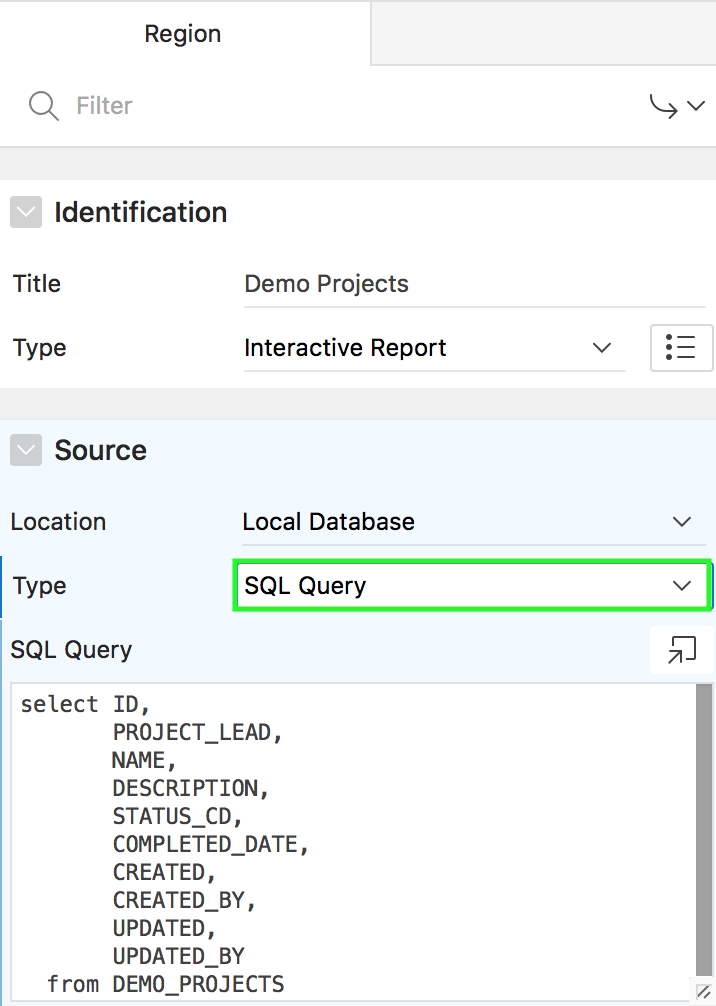 Region
Filter
Identification
Title Demo Projects
Type Interactive Report
Source
Location Local Database
Type SQL Query
SQL Query
select ID,
       PROJECT_LEAD,
       NAME,
       DESCRIPTION,
       STATUS_CD,
       COMPLETED_DATE,
       CREATED,
       CREATED_BY,
       UPDATED,
       UPDATED_BY
  from DEMO_PROJECTS